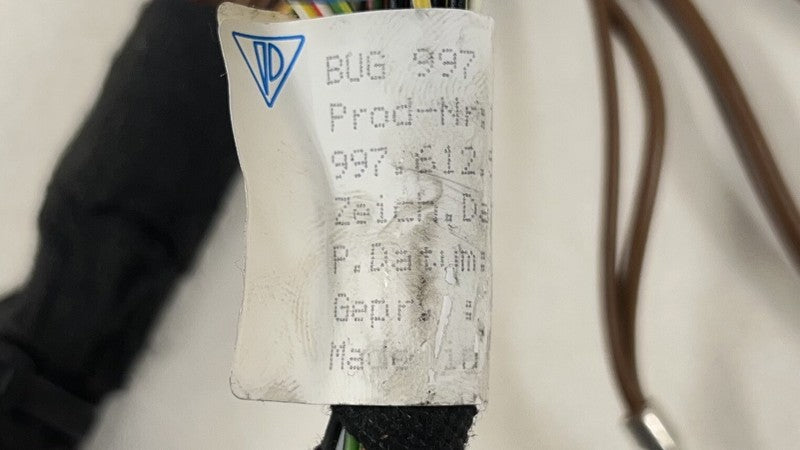 BUG 997
Prod-Nr
997.612.
Zeich.Da
P.Datum:
Gepr. :
Made in